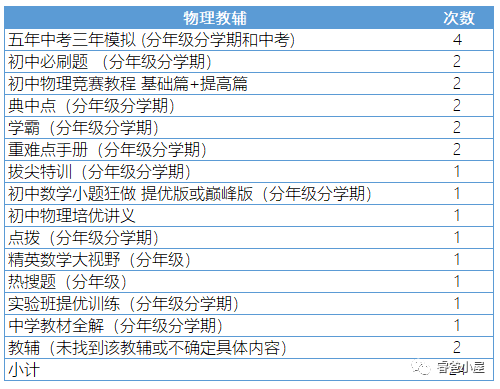 物理教辅 次数
五年中考三年模拟 (分年级分学期和中考) 4
初中必刷题 （分年级分学期） 2
初中物理竞赛教程 基础篇+提高篇 2
典中点（分年级分学期） 2
学霸（分年级分学期） 2
重难点手册（分年级分学期） 2
拔尖特训（分年级分学期） 1
初中数学小题狂做 提优版或巅峰版（分年级分学期） 1
初中物理培优讲义 1
点拨（分年级分学期） 1
精英数学大视野（分年级） 1
热搜题（分年级） 1
实验班提优训练（分年级分学期） 1
中学教材全解（分年级分学期） 1
教辅（未找到该教辅或不确定具体内容） 2
小计 24
睿爸小屋